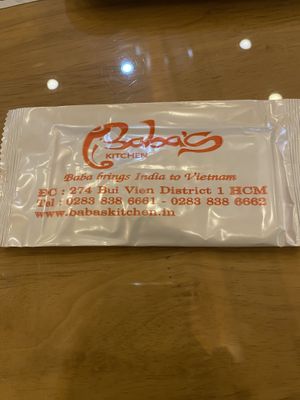 Baba's
KITCHEN
Baba brings India to Vietnam
ĐC : 274 Bui Vien District 1 HCM
Tel : 0283 838 6661 - 0283 838 6662
www.babaskitchen.in